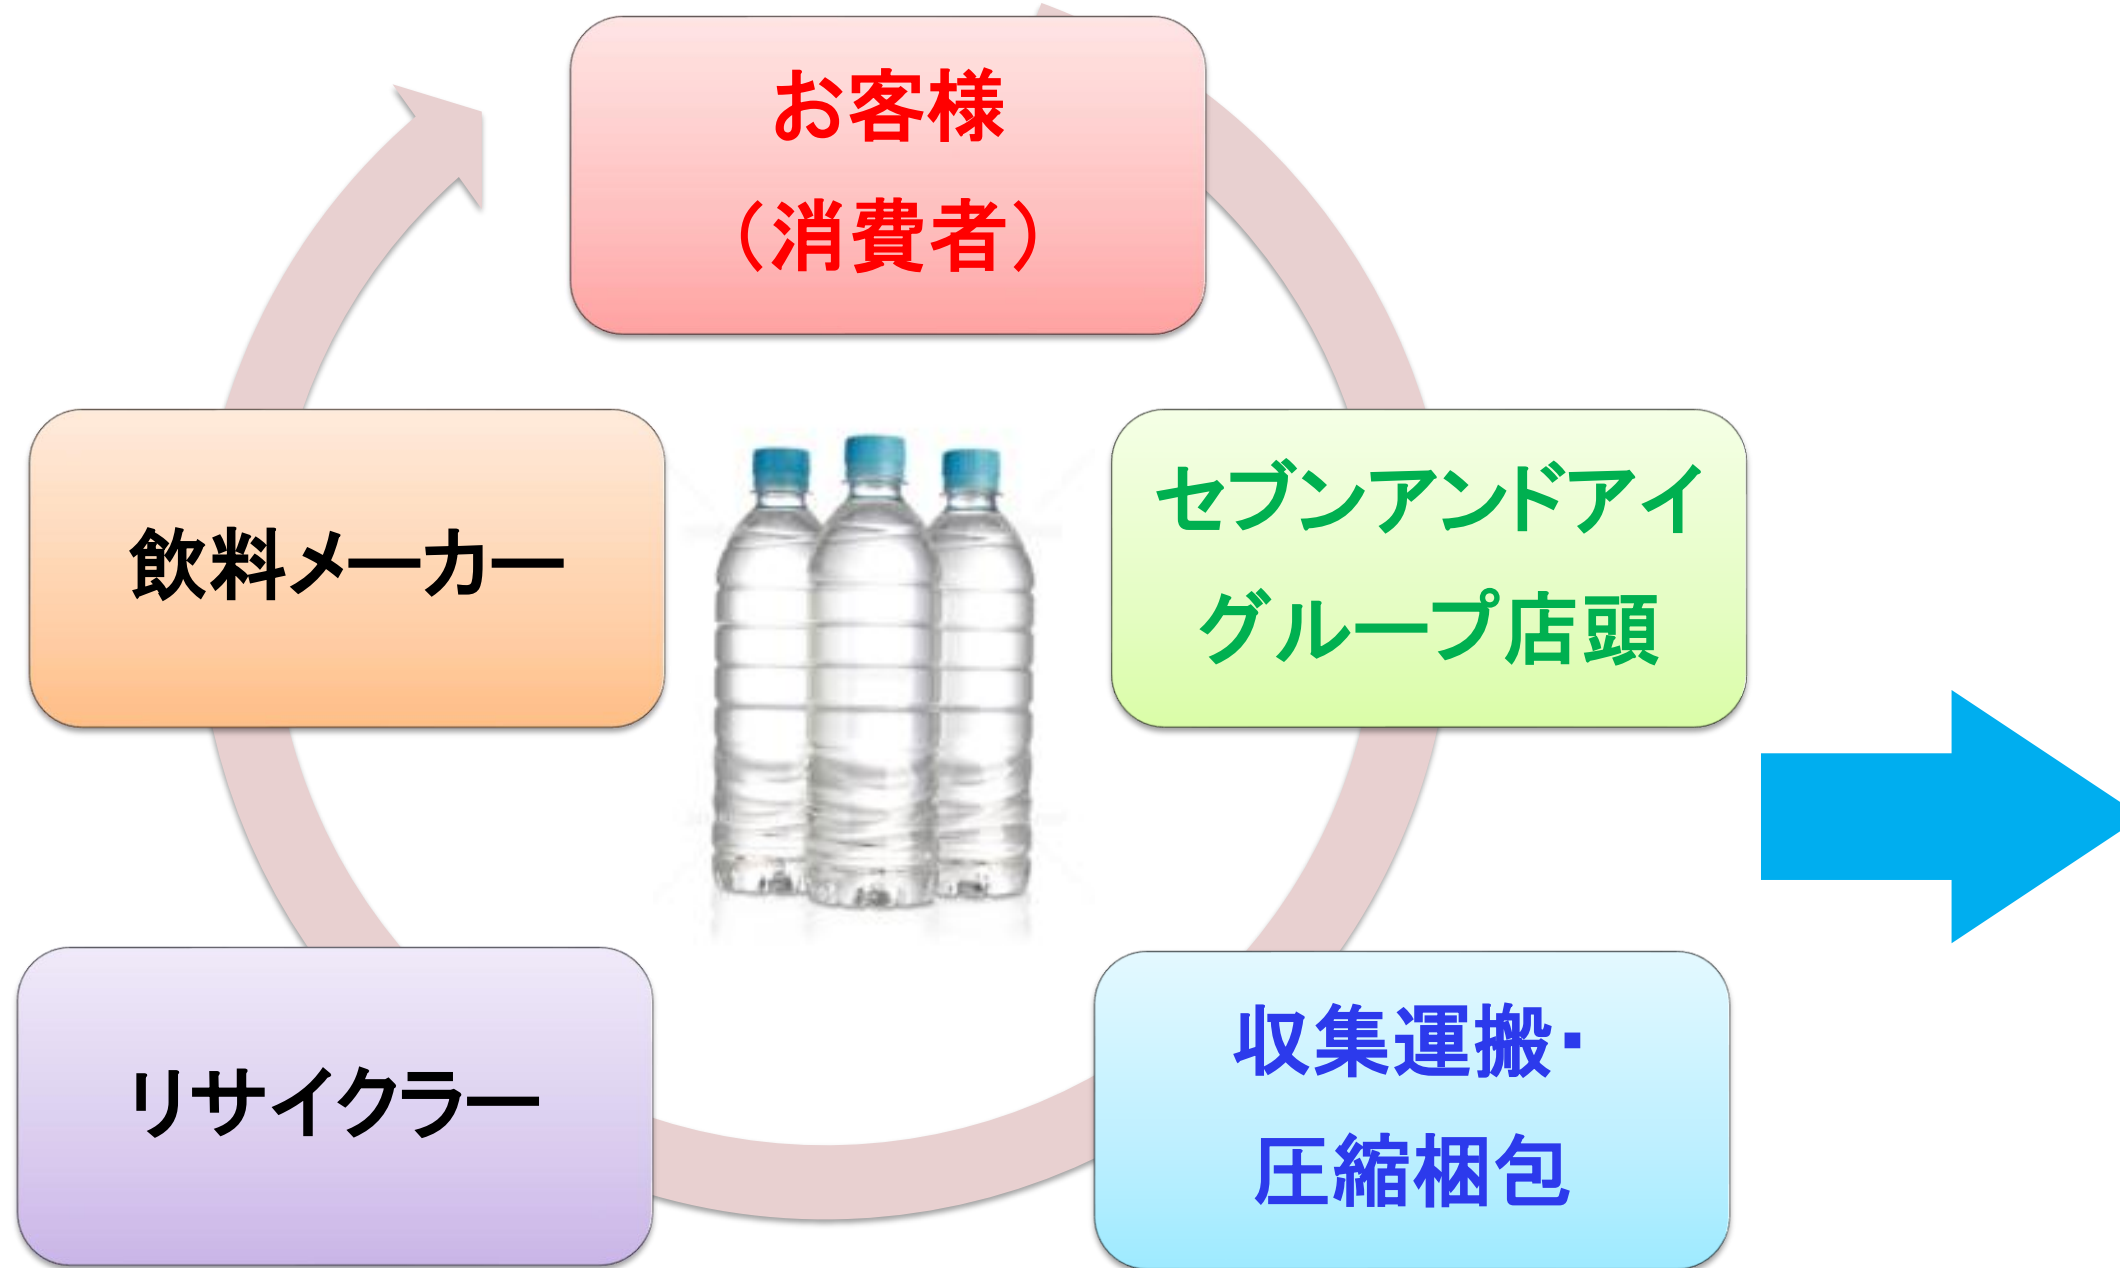 お客様
（消費者）
セブンアンドアイ
グループ店頭
収集運搬・
圧縮梱包
リサイクラー
飲料メーカー